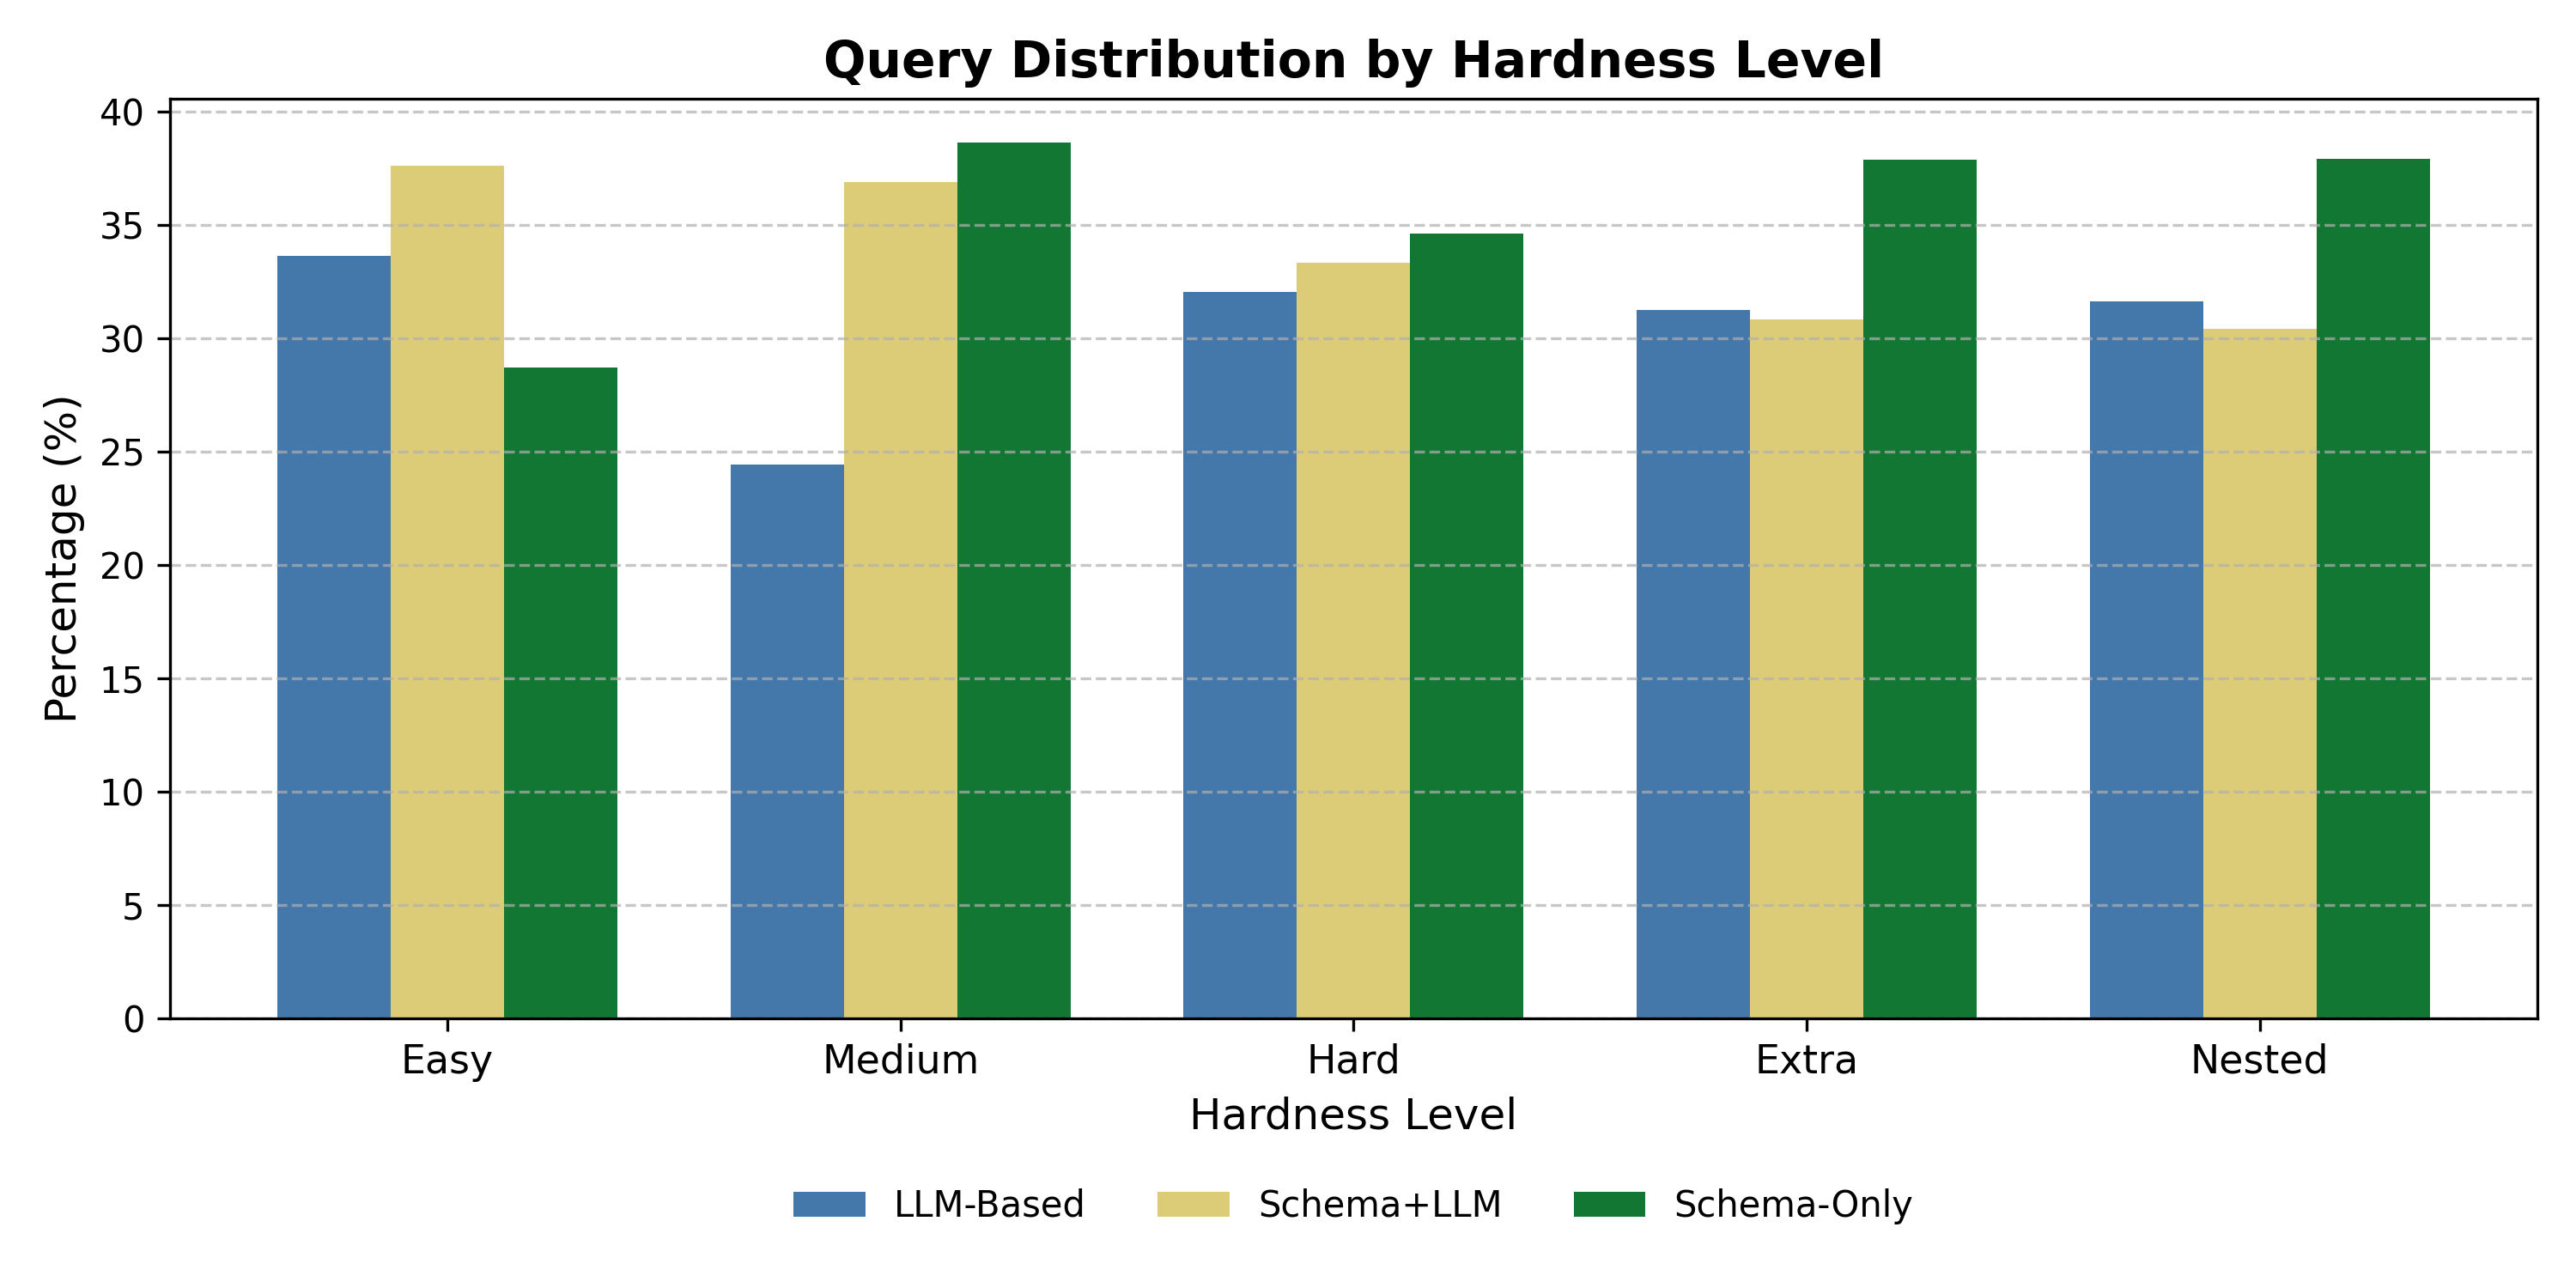 Query Distribution by Hardness Level
40
35
30
25
20
15
10
5
0
Percentage (%)
Easy Medium Hard Extra Nested
Hardness Level
LLM-Based Schema+LLM Schema-Only